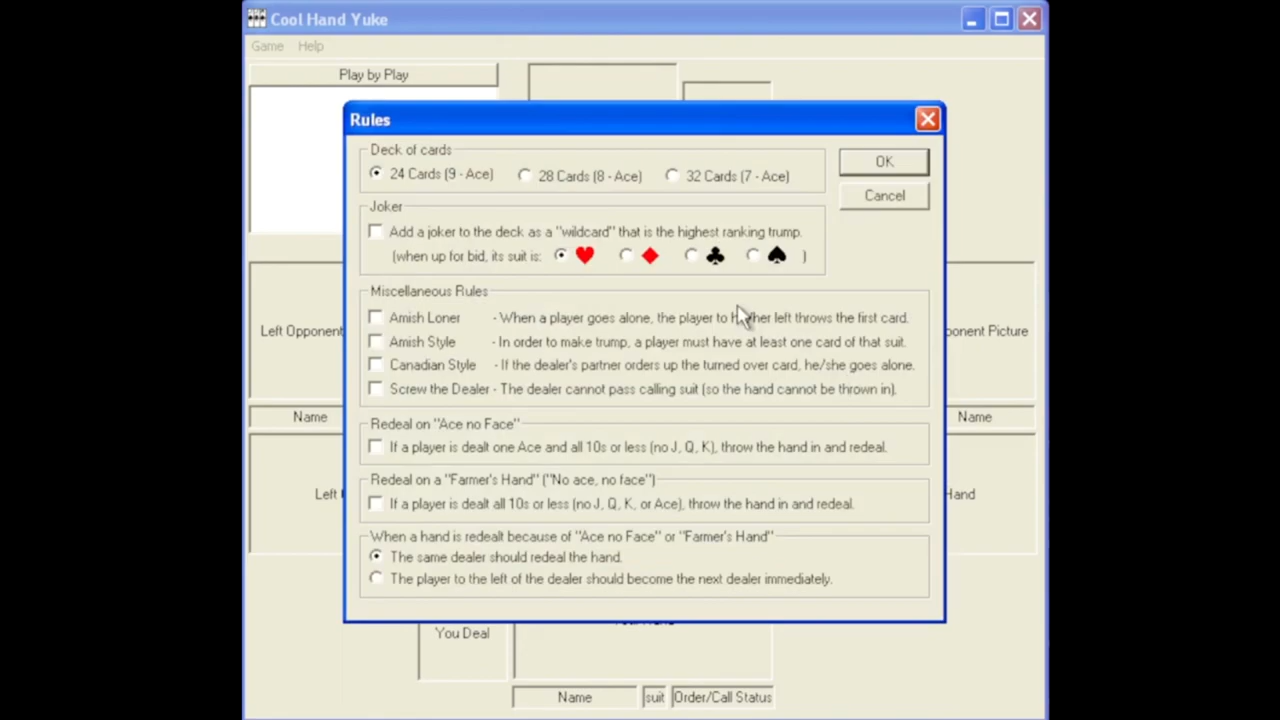 Cool Hand Yuke
Game Help
Play by Play
Rules
Deck of cards
24 Cards (9 - Ace) 28 Cards (8 - Ace) 32 Cards (7 - Ace)
OK
Cancel
Joker
Add a joker to the deck as a "wildcard" that is the highest ranking trump.
(when up for bid, its suit is: )
Miscellaneous Rules
Amish Loner - When a player goes alone, the player to his/her left throws the first card.
Amish Style - In order to make trump, a player must have at least one card of that suit.
Canadian Style - If the dealer's partner orders up the turned over card, he/she goes alone.
Screw the Dealer - The dealer cannot pass calling suit (so the hand cannot be thrown in).
Left Opponent
ponent Picture
Name
Name
Redeal on "Ace no Face"
If a player is dealt one Ace and all 10s or less (no J, Q, K), throw the hand in and redeal.
Redeal on a "Farmer's Hand" ("No ace, no face")
If a player is dealt all 10s or less (no J, Q, K, or Ace), throw the hand in and redeal.
Left
Hand
When a hand is redealt because of "Ace no Face" or "Farmer's Hand"
The same dealer should redeal the hand.
The player to the left of the dealer should become the next dealer immediately.
You Deal
Name suit Order/Call Status